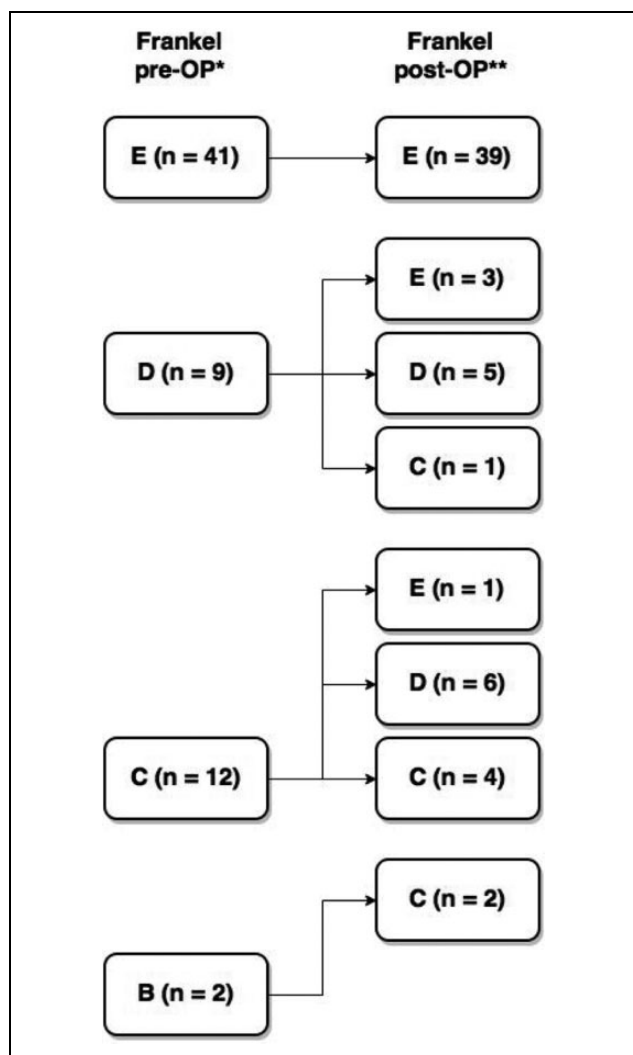 Frankel
pre-OP*
Frankel
post-OP**
E (n = 41)
E (n = 39)
E (n = 3)
D (n = 9)
D (n = 5)
C (n = 1)
E (n = 1)
D (n = 6)
C (n = 12)
C (n = 4)
C (n = 2)
B (n = 2)